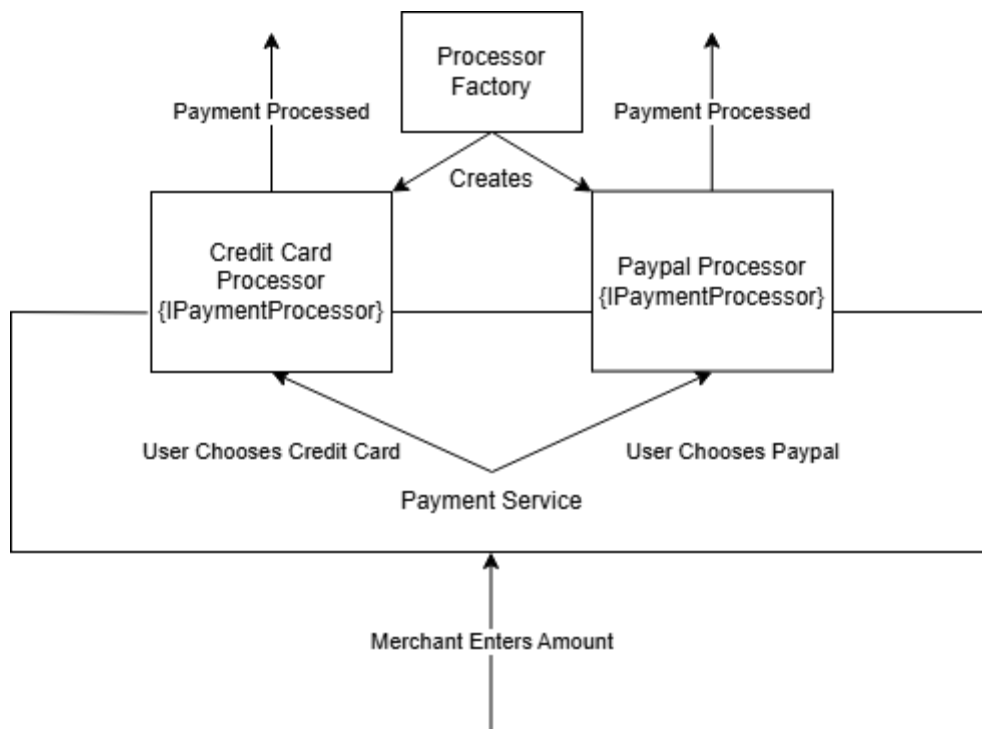 Processor
Factory
Payment Processed
Payment Processed
Creates
Credit Card
Processor
{IPaymentProcessor}
Paypal Processor
{IPaymentProcessor}
User Chooses Credit Card
User Chooses Paypal
Payment Service
Merchant Enters Amount